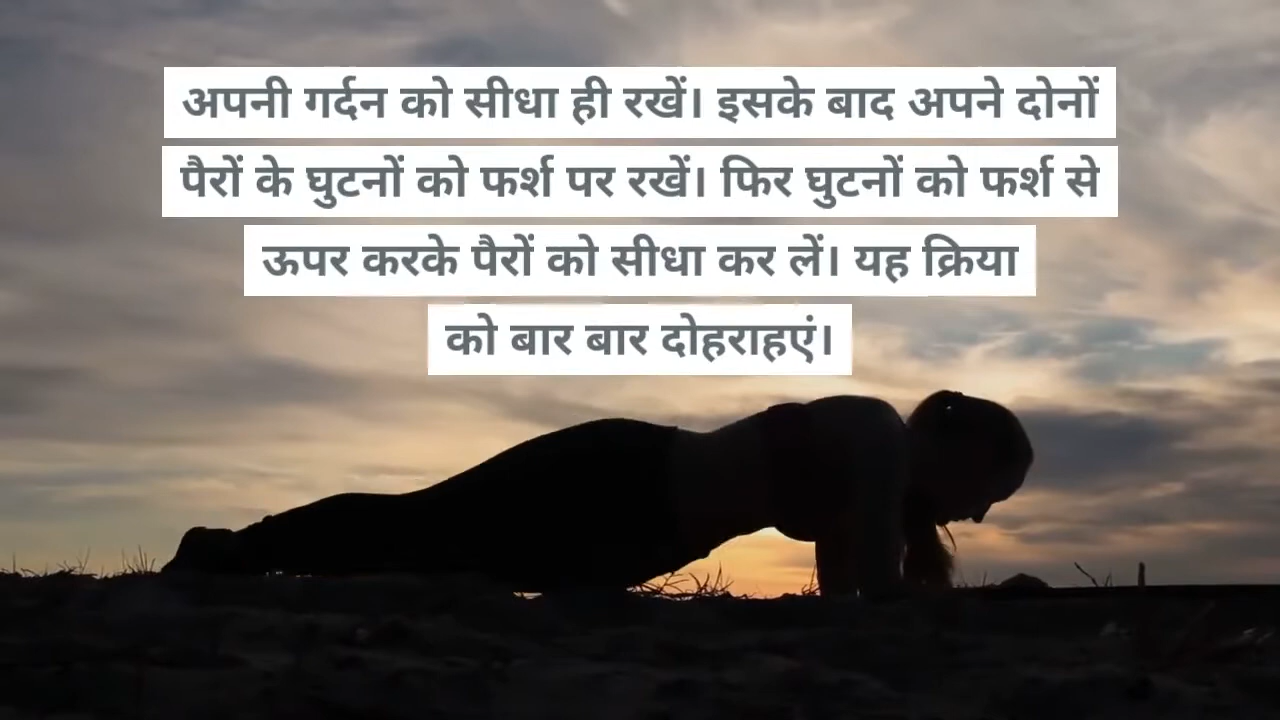 अपनी गर्दन को सीधा ही रखें। इसके बाद अपने दोनों
पैरों के घुटनों को फर्श पर रखें। फिर घुटनों को फर्श से
ऊपर करके पैरों को सीधा कर लें। यह क्रिया
को बार बार दोहराहएं।